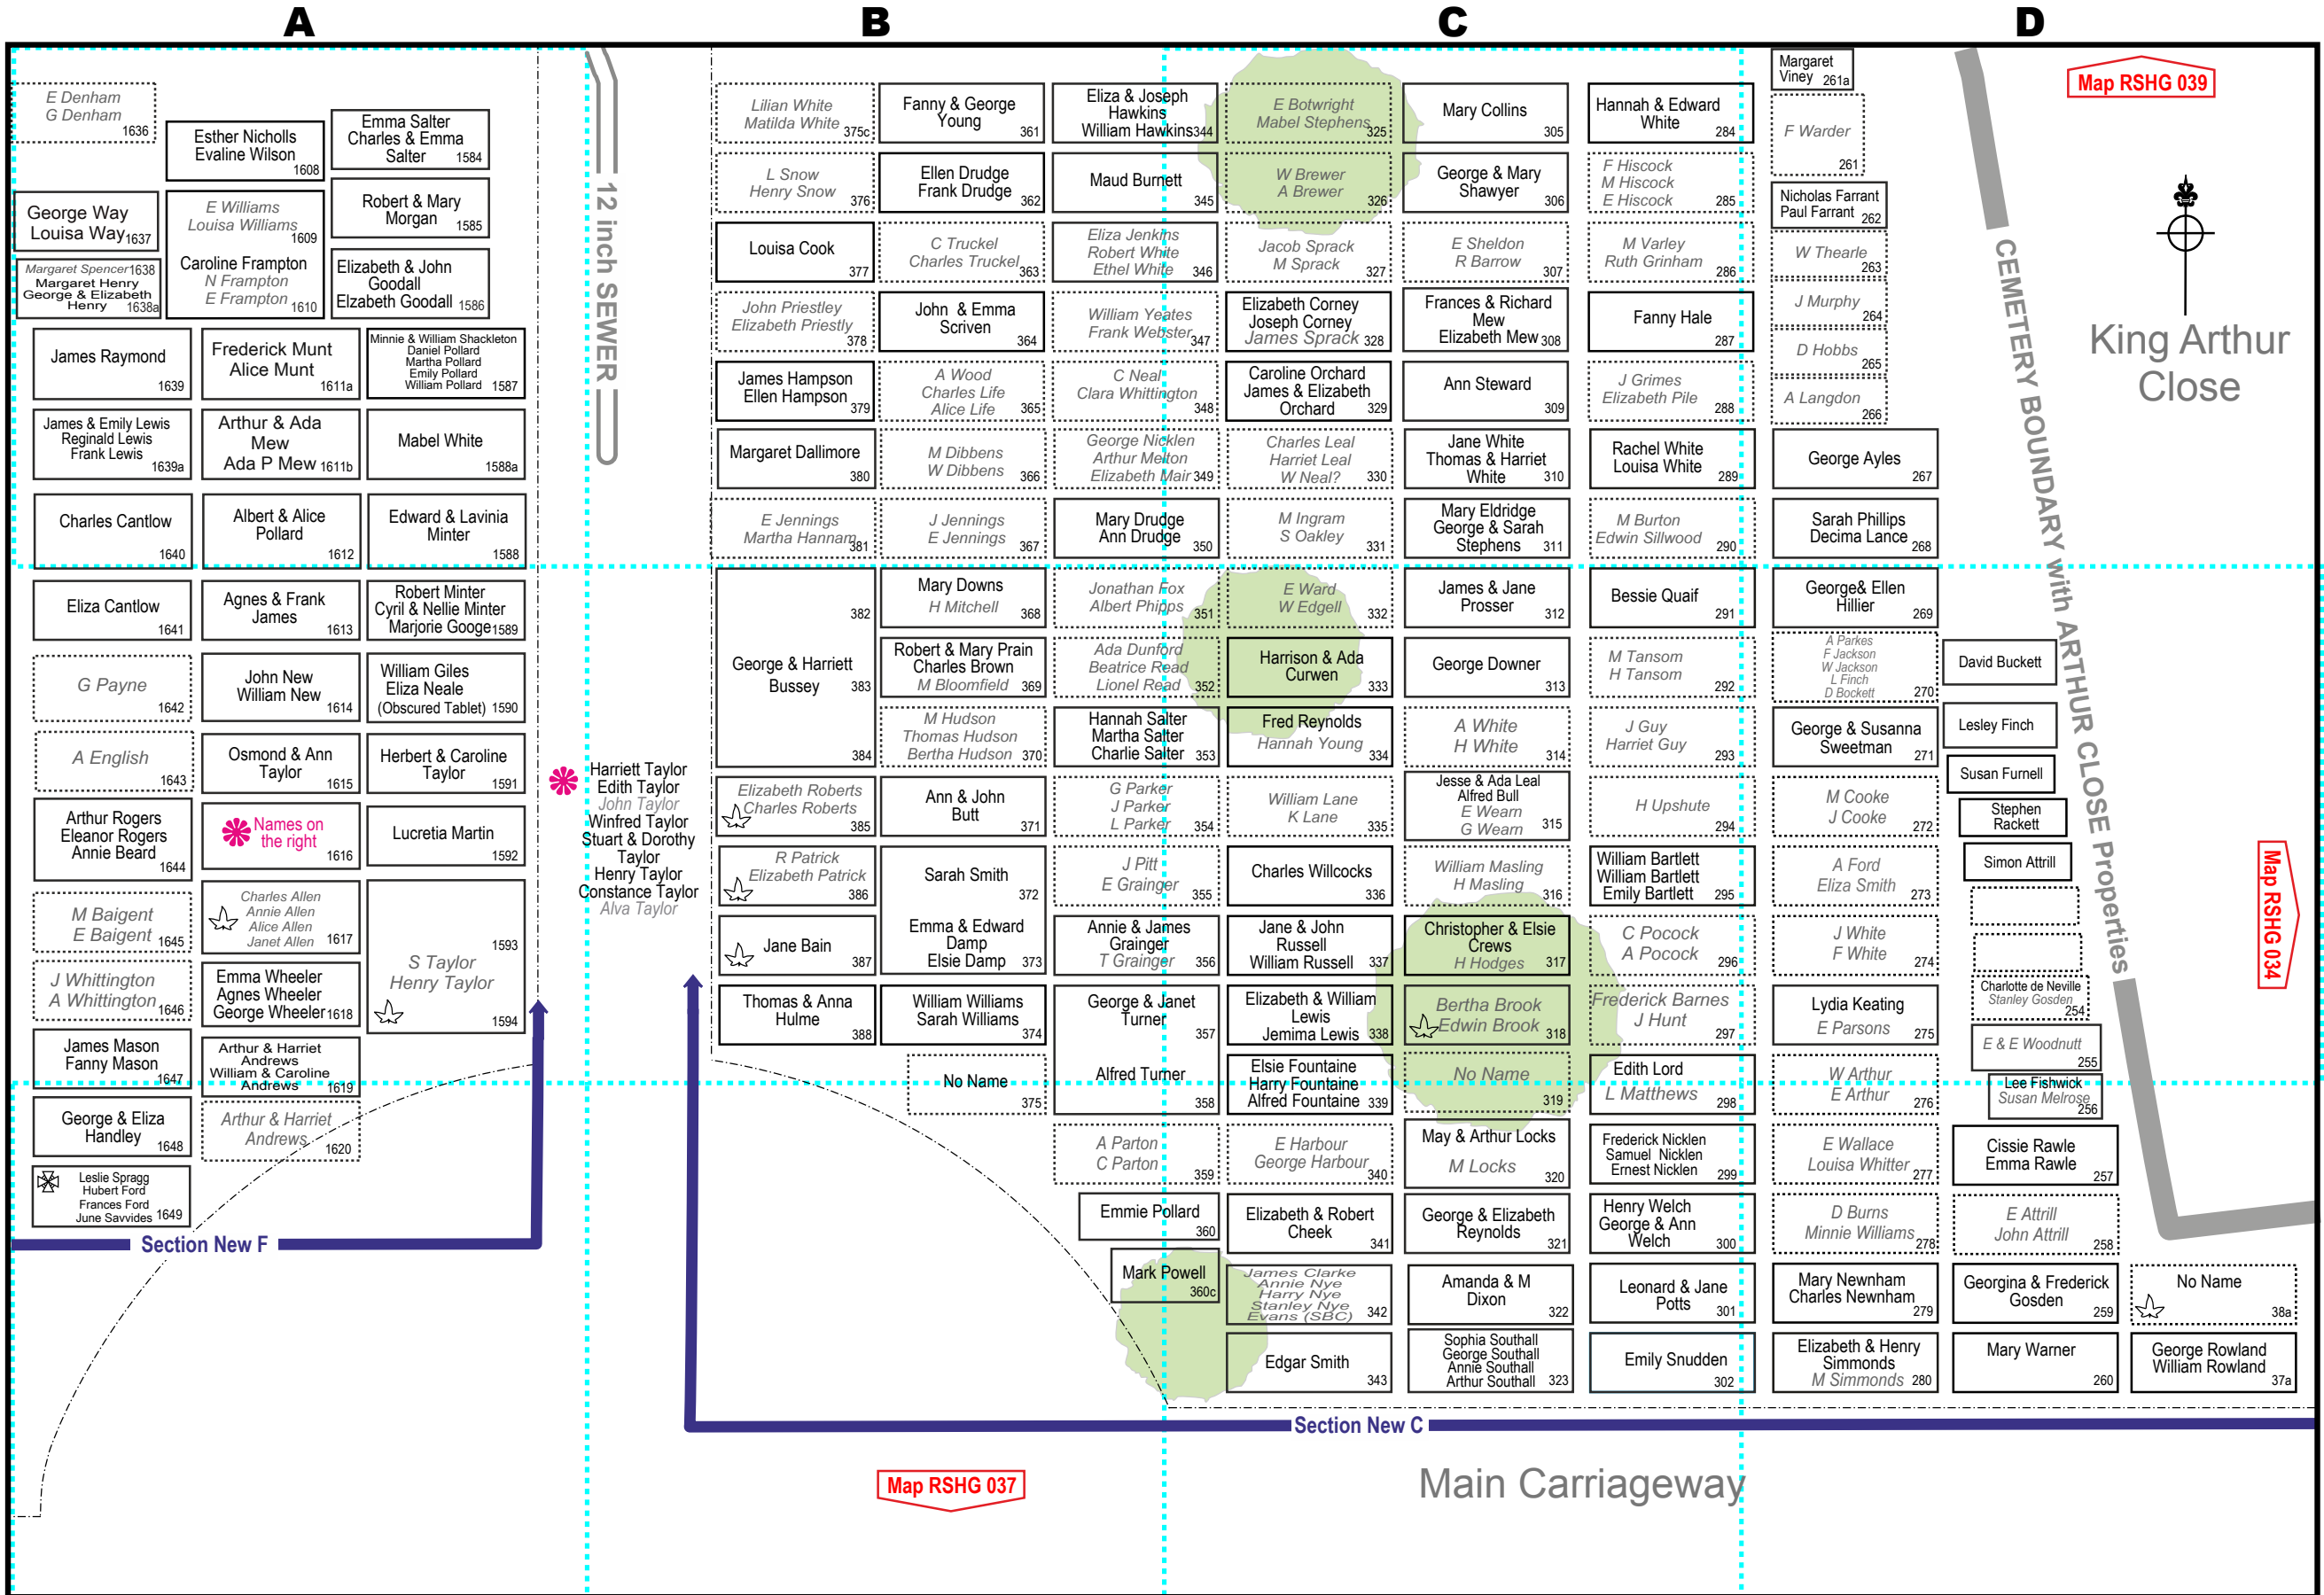 A
B
C
D
E Denham
G Denham
1636
Esther Nicholls
Evaline Wilson
1608
Emma Salter
Charles & Emma
Salter 1584
George Way
Louisa Way 1637
E Williams
Louisa Williams
1609
Caroline Frampton
N Frampton
E Frampton 1610
Robert & Mary
Morgan
1585
Margaret Spencer 1638
Margaret Henry
George & Elizabeth
Henry 1638a
Elizabeth & John
Goodall
Elzabeth Goodall 1586
James Raymond
1639
Frederick Munt
Alice Munt
1611a
Minnie & William Shackleton
Daniel Pollard
Martha Pollard
Emily Pollard
William Pollard 1587
James & Emily Lewis
Reginald Lewis
Frank Lewis
1639a
Arthur & Ada
Mew
Ada P Mew 1611b
Mabel White
1588a
Charles Cantlow
1640
Albert & Alice
Pollard
1612
Edward & Lavinia
Minter
1588
Eliza Cantlow
1641
Agnes & Frank
James
1613
Robert Minter
Cyril & Nellie Minter
Marjorie Googe 1589
G Payne
1642
John New
William New
1614
William Giles
Eliza Neale
(Obscured Tablet) 1590
A English
1643
Osmond & Ann
Taylor
1615
Herbert & Caroline
Taylor
1591
Arthur Rogers
Eleanor Rogers
Annie Beard
1644
Names on
the right
1616
Lucretia Martin
1592
M Baigent
E Baigent 1645
Charles Allen
Annie Allen
Alice Allen
Janet Allen 1617
1593
S Taylor
Henry Taylor
1594
J Whittington
A Whittington
1646
Emma Wheeler
Agnes Wheeler
George Wheeler 1618
James Mason
Fanny Mason
1647
Arthur & Harriet
Andrews
William & Caroline
Andrews 1619
George & Eliza
Handley
1648
Arthur & Harriet
Andrews
1620
Leslie Spragg
Hubert Ford
Frances Ford
June Savvides 1649
Section New F
12 inch SEWER
Harriett Taylor
Edith Taylor
John Taylor
Winfred Taylor
Stuart & Dorothy
Taylor
Henry Taylor
Constance Taylor
Alva Taylor
Lilian White
Matilda White 375c
Fanny & George
Young
361
Eliza & Joseph
Hawkins
William Hawkins 344
E Botwright
Mabel Stephens 325
Mary Collins
305
Hannah & Edward
White
284
L Snow
Henry Snow
376
Ellen Drudge
Frank Drudge
362
Maud Burnett
345
W Brewer
A Brewer
326
George & Mary
Shawyer
306
F Hiscock
M Hiscock
E Hiscock 285
Louisa Cook
377
C Truckel
Charles Truckel 363
Eliza Jenkins
Robert White
Ethel White 346
Jacob Sprack
M Sprack
327
E Sheldon
R Barrow
307
M Varley
Ruth Grinham
286
John Priestley
Elizabeth Priestly
378
John & Emma
Scriven
364
William Yeates
Frank Webster 347
Elizabeth Corney
Joseph Corney
James Sprack 328
Frances & Richard
Mew
Elizabeth Mew 308
Fanny Hale
287
James Hampson
Ellen Hampson
379
A Wood
Charles Life
Alice Life 365
C Neal
Clara Whittington
348
Caroline Orchard
James & Elizabeth
Orchard 329
Ann Steward
309
J Grimes
Elizabeth Pile
288
Margaret Dallimore
380
M Dibbens
W Dibbens
366
George Nicklen
Arthur Melton
Elizabeth Mair 349
Charles Leal
Harriet Leal
W Neal? 330
Jane White
Thomas & Harriet
White 310
Rachel White
Louisa White
289
E Jennings
Martha Hannam 381
J Jennings
E Jennings
367
Mary Drudge
Ann Drudge
350
M Ingram
S Oakley
331
Mary Eldridge
George & Sarah
Stephens 311
M Burton
Edwin Sillwood
290
382
George & Harriett
Bussey 383
384
Mary Downs
H Mitchell 368
Jonathan Fox
Albert Phipps 351
E Ward
W Edgell
332
James & Jane
Prosser
312
Bessie Quaif
291
Robert & Mary Prain
Charles Brown
M Bloomfield 369
Ada Dunford
Beatrice Read
Lionel Read 352
Harrison & Ada
Curwen
333
George Downer
313
M Tansom
H Tansom
292
M Hudson
Thomas Hudson
Bertha Hudson 370
Hannah Salter
Martha Salter
Charlie Salter 353
Fred Reynolds
Hannah Young
334
A White
H White
314
J Guy
Harriet Guy
293
Elizabeth Roberts
Charles Roberts
385
Ann & John
Butt
371
G Parker
J Parker
L Parker 354
William Lane
K Lane
335
Jesse & Ada Leal
Alfred Bull
E Wearn
G Wearn 315
H Upshute
294
R Patrick
Elizabeth Patrick
386
Sarah Smith
372
J Pitt
E Grainger
355
Charles Willcocks
336
William Masling
H Masling
316
William Bartlett
William Bartlett
Emily Bartlett 295
Jane Bain
387
Emma & Edward
Damp
Elsie Damp 373
Annie & James
Grainger
T Grainger 356
Jane & John
Russell
William Russell 337
Christopher & Elsie
Crews
H Hodges 317
C Pocock
A Pocock
296
Thomas & Anna
Hulme
388
William Williams
Sarah Williams
374
George & Janet
Turner
357
Alfred Turner
358
Elizabeth & William
Lewis
Jemima Lewis 338
Bertha Brook
Edwin Brook
318
Frederick Barnes
J Hunt
297
No Name
375
Elsie Fountaine
Harry Fountaine
Alfred Fountaine 339
No Name
319
Edith Lord
L Matthews
298
A Parton
C Parton
359
E Harbour
George Harbour
340
May & Arthur Locks
M Locks
320
Frederick Nicklen
Samuel Nicklen
Ernest Nicklen 299
Emmie Pollard
360
Elizabeth & Robert
Cheek
341
George & Elizabeth
Reynolds
321
Henry Welch
George & Ann
Welch 300
Mark Powell
360c
James Clarke
Annie Nye
Harry Nye
Stanley Nye
Evans (SBC) 342
Amanda & M
Dixon
322
Leonard & Jane
Potts
301
Edgar Smith
343
Sophia Southall
George Southall
Annie Southall
Arthur Southall 323
Emily Snudden
302
Margaret
Viney 261a
F Warder
261
Nicholas Farrant
Paul Farrant 262
W Thearle
263
J Murphy
264
D Hobbs
265
A Langdon
266
George Ayles
267
Sarah Phillips
Decima Lance
268
George& Ellen
Hillier
269
A Parkes
F Jackson
W Jackson
L Finch
D Bockett 270
George & Susanna
Sweetman
271
M Cooke
J Cooke
272
A Ford
Eliza Smith
273
J White
F White
274
Lydia Keating
E Parsons
275
W Arthur
E Arthur
276
E Wallace
Louisa Whitter
277
D Burns
Minnie Williams
278
Mary Newnham
Charles Newnham
279
Elizabeth & Henry
Simmonds
M Simmonds 280
David Buckett
Lesley Finch
Susan Furnell
Stephen
Rackett
Simon Attrill
Charlotte de Neville
Stanley Gosden
254
E & E Woodnutt
255
Lee Fishwick
Susan Melrose
256
Cissie Rawle
Emma Rawle
257
E Attrill
John Attrill
258
Georgina & Frederick
Gosden
259
No Name
38a
Mary Warner
260
George Rowland
William Rowland
37a
CEMETERY BOUNDARY with ARTHUR CLOSE Properties
Map RSHG 039
King Arthur
Close
Map RSHG 034
Section New C
Map RSHG 037
Main Carriageway